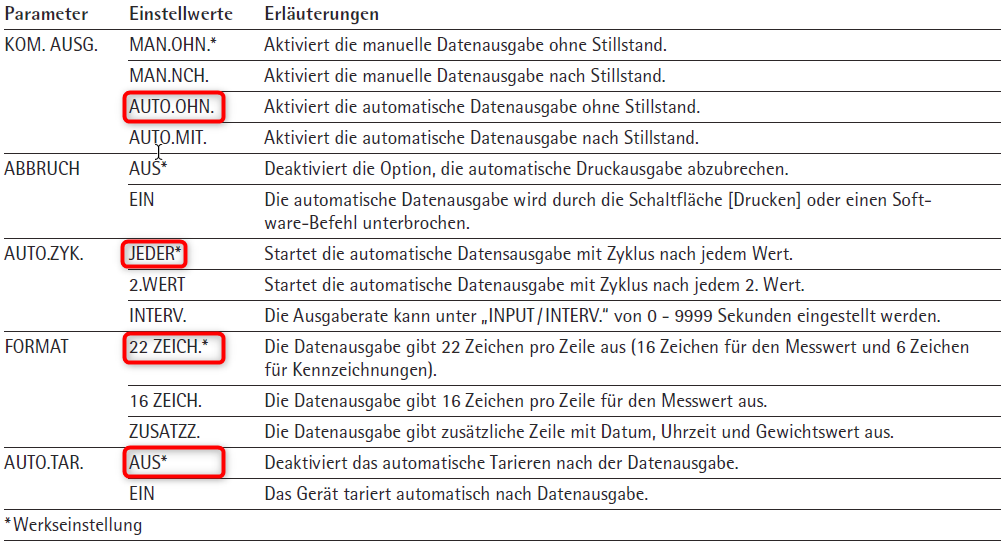 Parameter Einstellwerte Erläuterungen
KOM. AUSG. MAN.OHN.* Aktiviert die manuelle Datenausgabe ohne Stillstand.
MAN.NCH. Aktiviert die manuelle Datenausgabe nach Stillstand.
AUTO.OHN. Aktiviert die automatische Datenausgabe ohne Stillstand.
AUTO.MIT. Aktiviert die automatische Datenausgabe nach Stillstand.
ABBRUCH AUS* Deaktiviert die Option, die automatische Druckausgabe abzubrechen.
EIN Die automatische Datenausgabe wird durch die Schaltfläche [Drucken] oder einen Soft-
ware-Befehl unterbrochen.
AUTO.ZYK. JEDER* Startet die automatische Datensausgabe mit Zyklus nach jedem Wert.
2.WERT Startet die automatische Datenausgabe mit Zyklus nach jedem 2. Wert.
INTERV. Die Ausgaberate kann unter „INPUT/INTERV.“ von 0 - 9999 Sekunden eingestellt werden.
FORMAT 22 ZEICH.* Die Datenausgabe gibt 22 Zeichen pro Zeile aus (16 Zeichen für den Messwert und 6 Zeichen
für Kennzeichnungen).
16 ZEICH. Die Datenausgabe gibt 16 Zeichen pro Zeile für den Messwert aus.
ZUSATZZ. Die Datenausgabe gibt zusätzliche Zeile mit Datum, Uhrzeit und Gewichtswert aus.
AUTO.TAR. AUS* Deaktiviert das automatische Tarieren nach der Datenausgabe.
EIN Das Gerät tariert automatisch nach Datenausgabe.
*Werkseinstellung